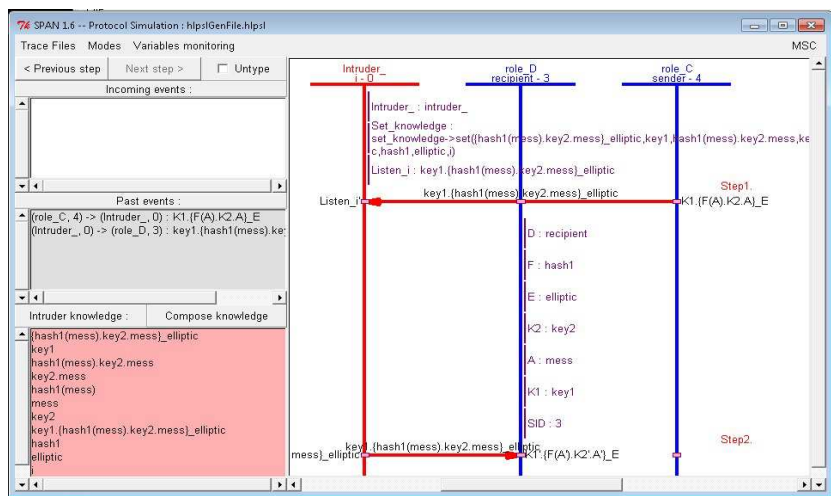 SPAN 1.6 -- Protocol Simulation : hlpslGenFile.hlpsl
Trace Files Modes Variables monitoring MSC
< Previous step Next step > Untype
Incoming events :
Past events :
(role_C, 4) -> (Intruder_, 0) : K1.{F(A).K2.A}_E
(Intruder_, 0) -> (role_D, 3) : key1.{hash1(mess).ke
Intruder knowledge : Compose knowledge
{hash1(mess).key2.mess}_elliptic
key1
hash1(mess).key2.mess
key2.mess
hash1(mess)
mess
key2
key1.{hash1(mess).key2.mess}_elliptic
hash1
elliptic
i
Intruder_ role_D role_C
i - 0 recipient - 3 sender - 4
Intruder_ : intruder_
Set_knowledge :
set_knowledge->set({hash1(mess).key2.mess}_elliptic,key1,hash1(mess).key2.mess,ke
c,hash1,elliptic,i)
Listen_i : key1.{hash1(mess).key2.mess}_elliptic
Step1.
key1.{hash1(mess).key2.mess}_elliptic
Listen_i' K1.{F(A).K2.A}_E
D : recipient
F : hash1
E : elliptic
K2 : key2
A : mess
K1 : key1
SID : 3
Step2.
key1.{hash1(mess).key2.mess}_elliptic
mess}_elliptic K1'.{F(A').K2'.A'}_E